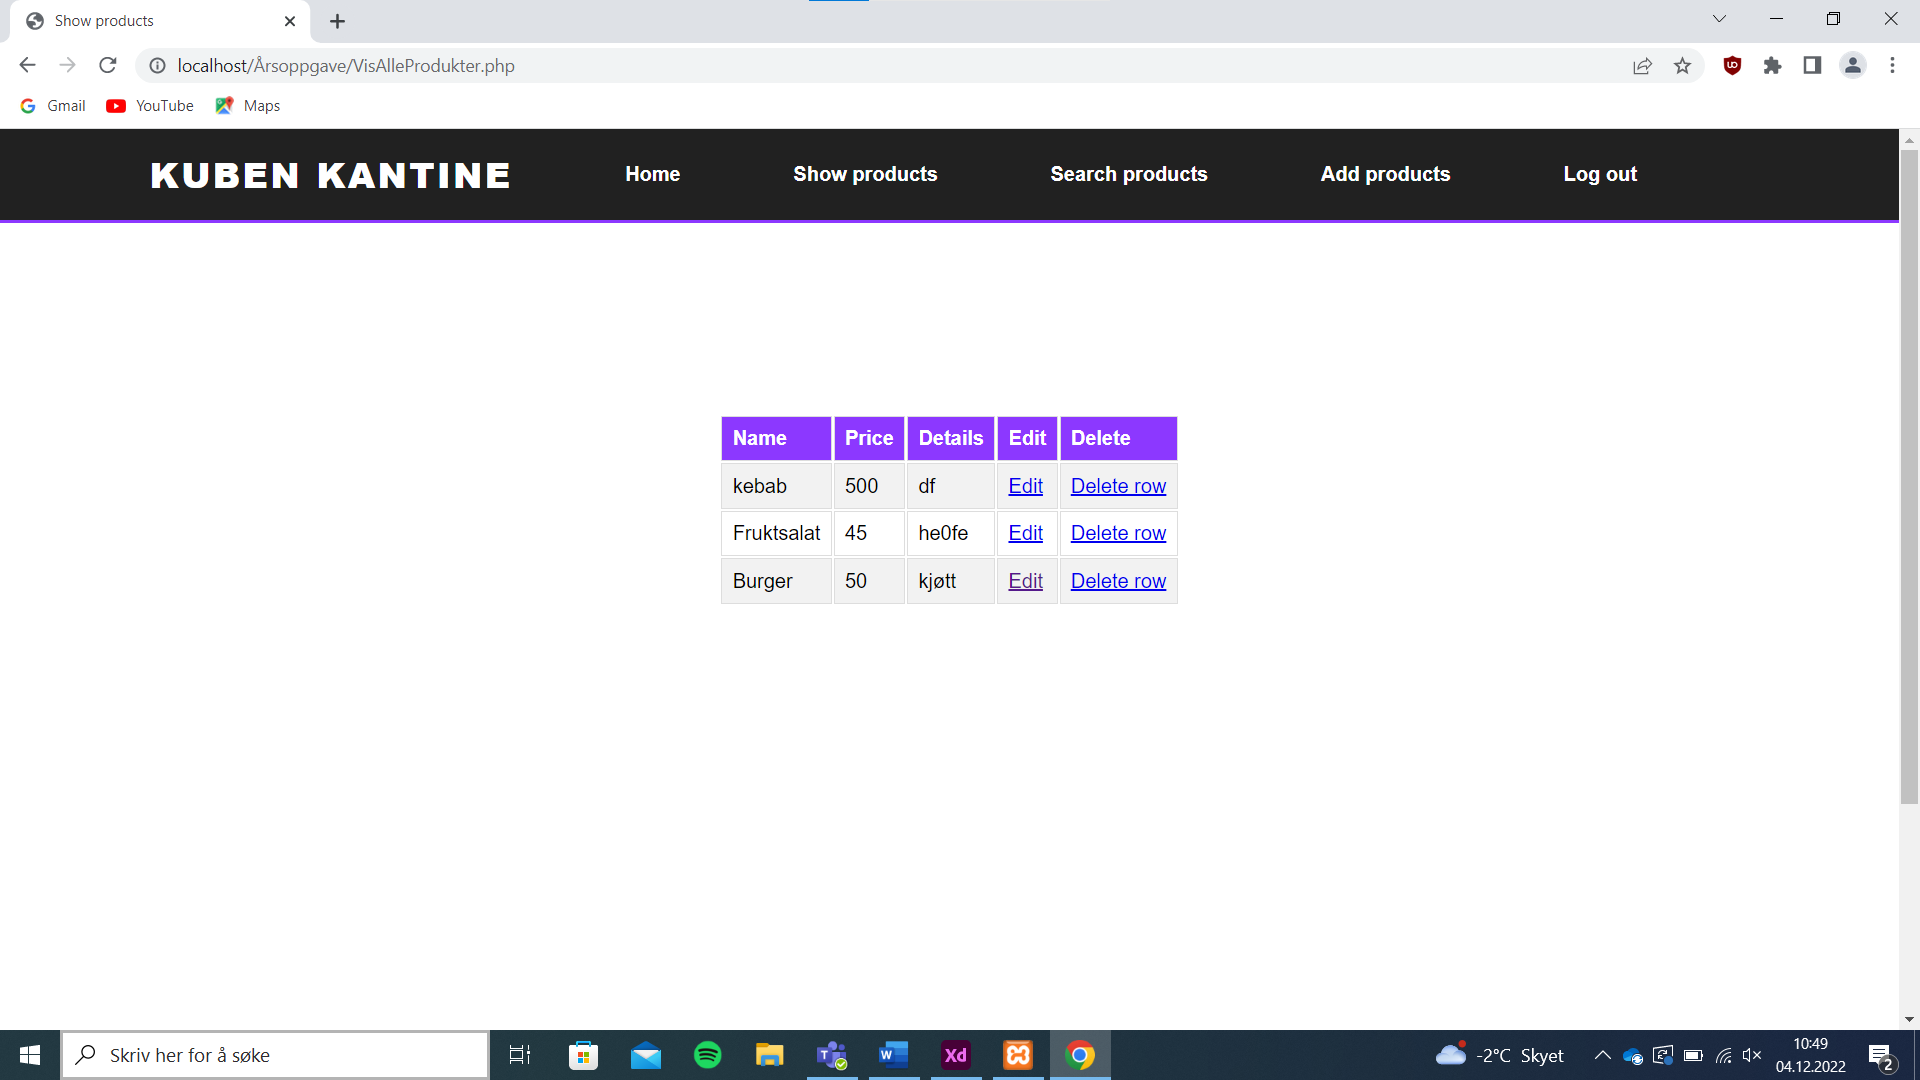 Show products
localhost/Årsoppgave/VisAlleProdukter.php
Gmail YouTube Maps
KUBEN KANTINE Home Show products Search products Add products Log out
Name Price Details Edit Delete
kebab 500 df Edit Delete row
Fruktsalat 45 he0fe Edit Delete row
Burger 50 kjøtt Edit Delete row
Skriv her for å søke
Xd
-2°C Skyet
10:49
04.12.2022
2